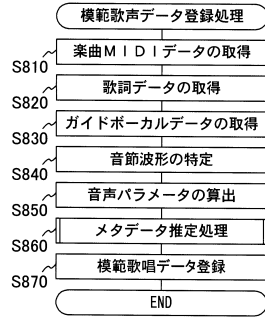 模範歌声データ登録処理
楽曲MIDIデータの取得
S810
歌詞データの取得
S820
ガイドボーカルデータの取得
S830
音節波形の特定
S840
音声パラメータの算出
S850
メタデータ推定処理
S860
模範歌唱データ登録
S870
END